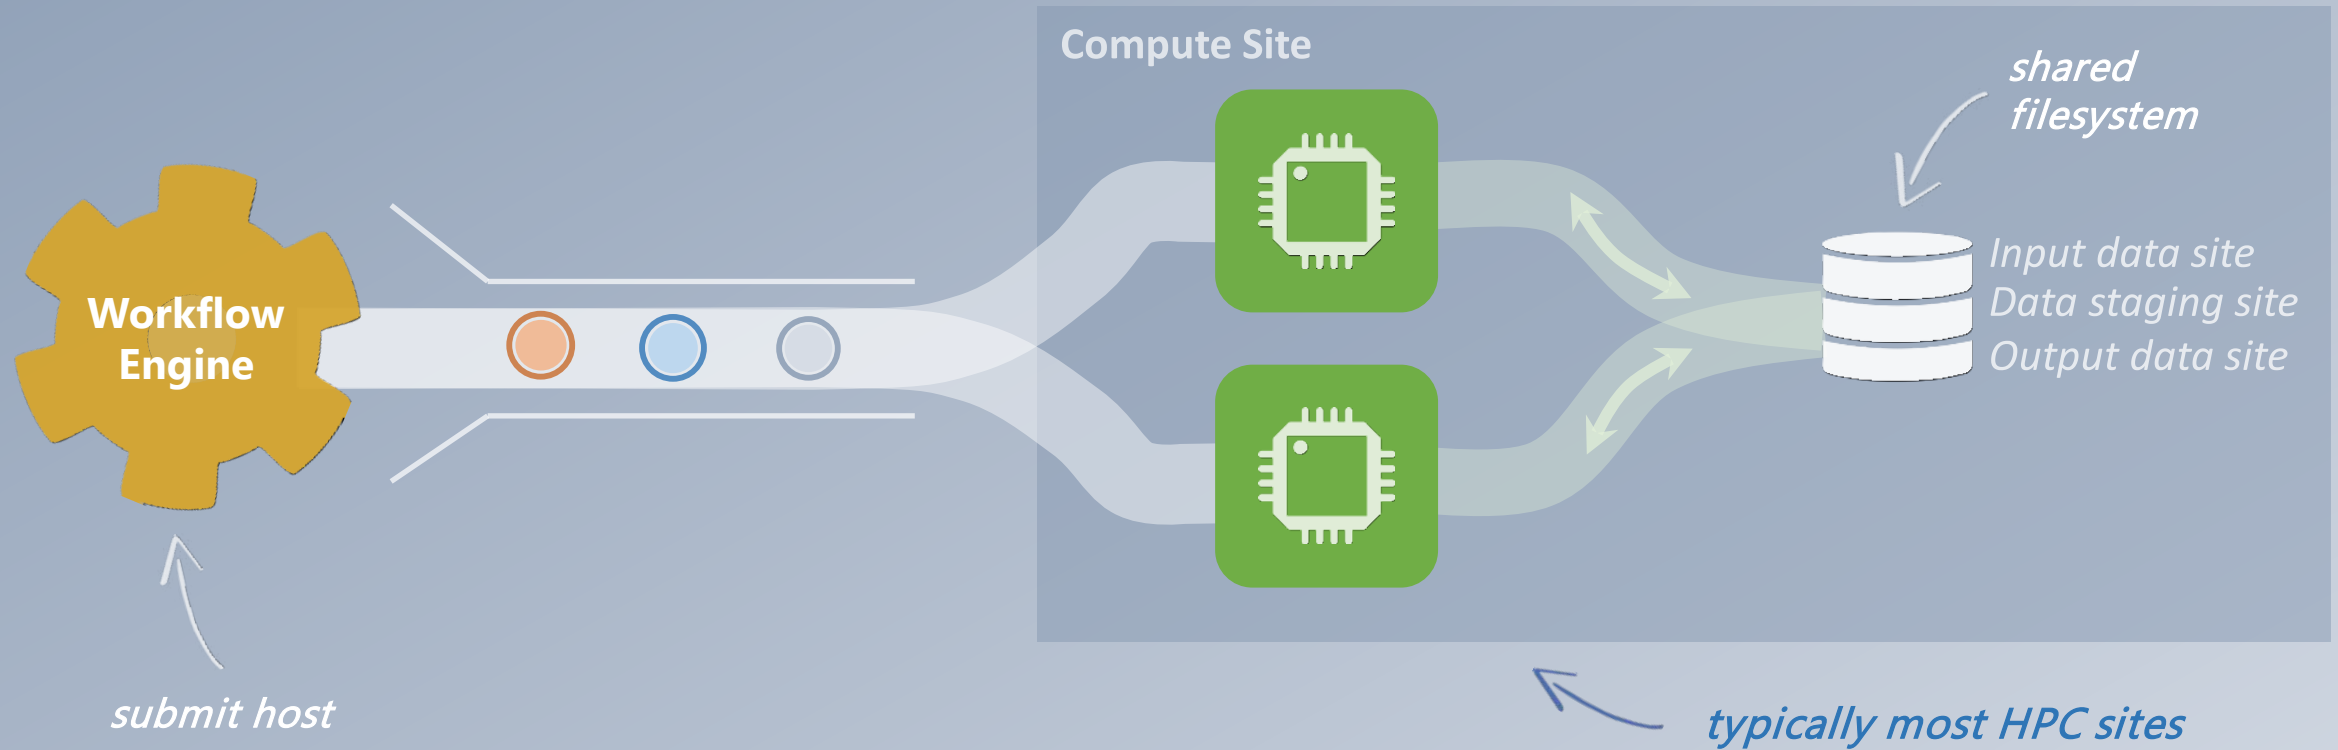 Compute Site
shared
filesystem
Workflow
Engine
Input data site
Data staging site
Output data site
submit host
typically most HPC sites